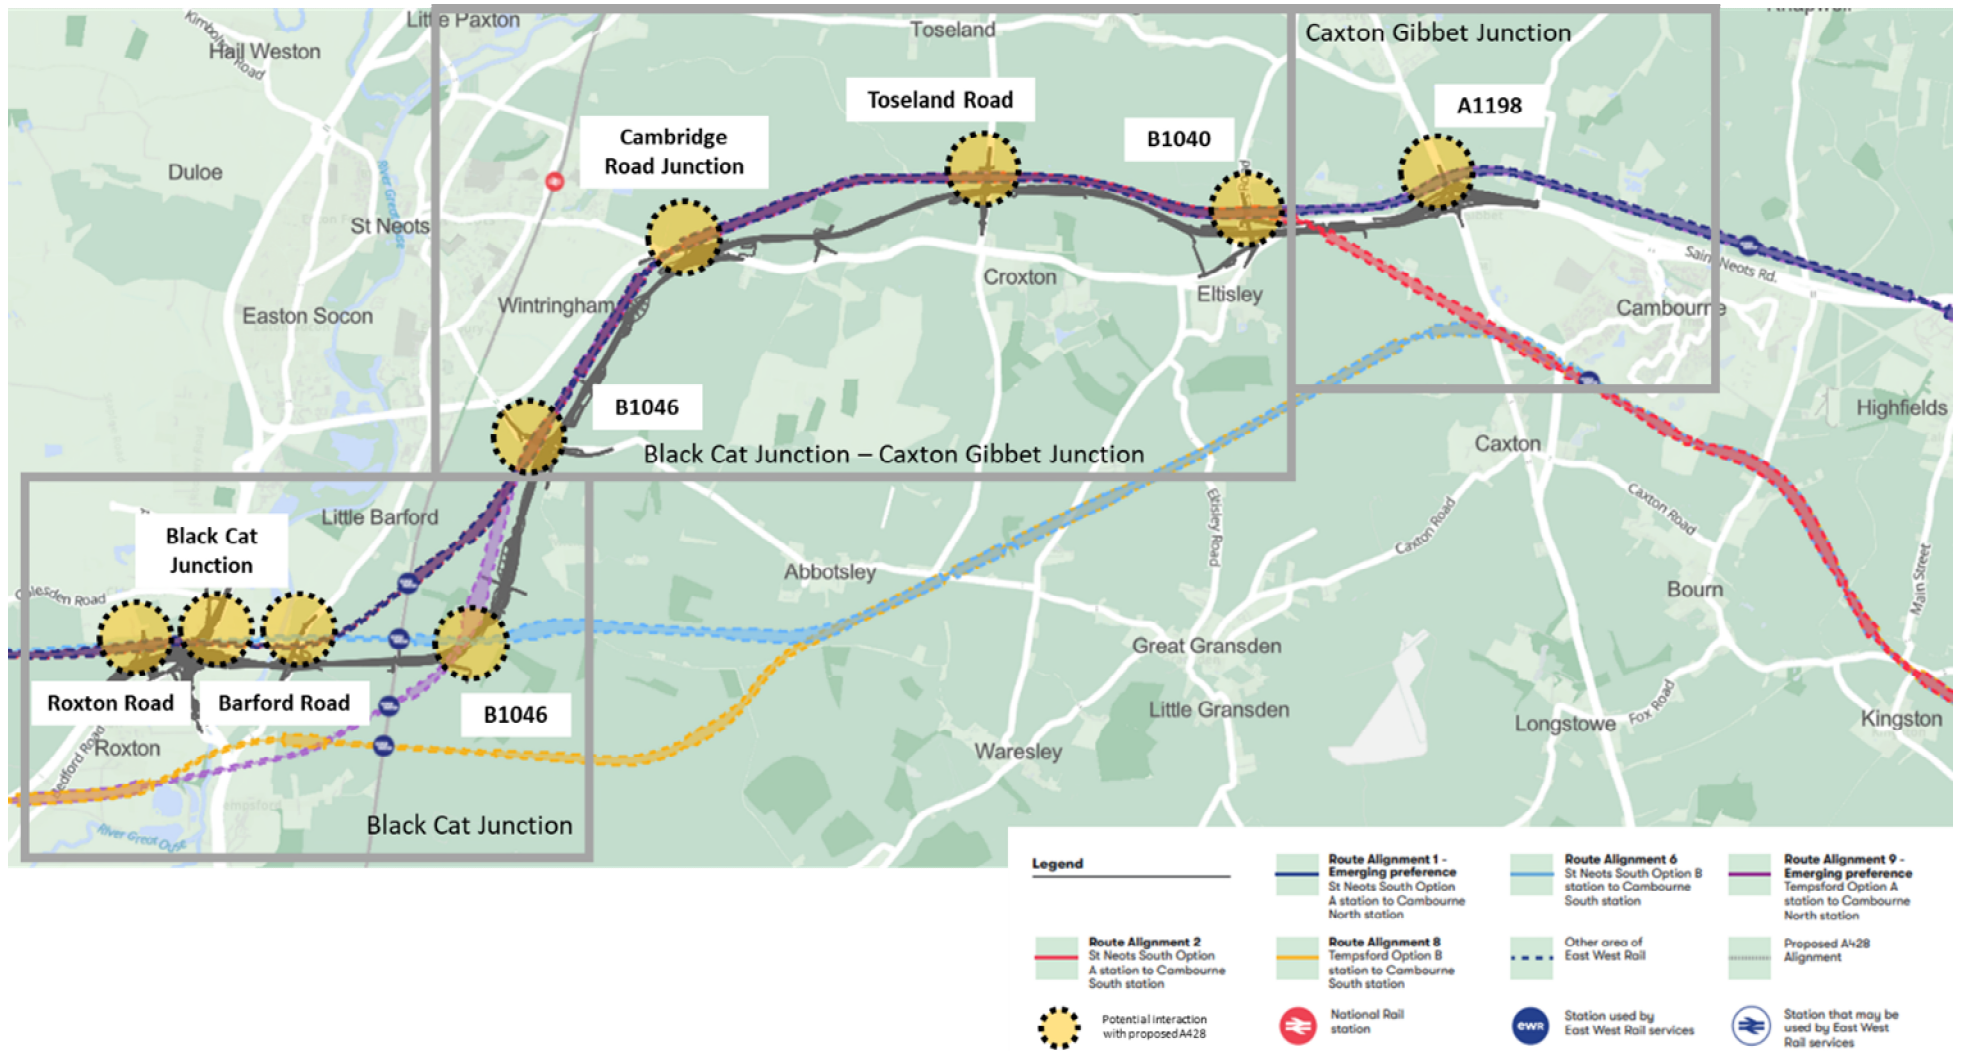 Little Paxton
Kimbolton Road
Hail Weston
Toseland
Caxton Gibbet Junction
Toseland Road
A1198
Cambridge
Road Junction
B1040
Duloe
St Neots
Croxton
Eltisley
Saint Neots Rd.
Wintringham
Easton Socon
Cambourne
B1046
Highfields
Black Cat Junction – Caxton Gibbet Junction
Caxton
Little Barford
Eltisley Road
Caxton Road
Caxton Road
Black Cat
Junction
Abbotsley
Main Street
Bourn
Great Gransden
Roxton Road
Barford Road
B1046
Little Gransden
Longstowe
Fox Road
Kingston
Roxton
Waresley
Black Cat Junction
River Great Ouse
Legend
Route Alignment 1 -
Emerging preference
St Neots South Option
A station to Cambourne
North station
Route Alignment 6
St Neots South Option B
station to Cambourne
South station
Route Alignment 9 -
Emerging preference
Tempsford Option A
station to Cambourne
North station
Route Alignment 2
St Neots South Option
A station to Cambourne
South station
Route Alignment 8
Tempsford Option B
station to Cambourne
South station
Other area of
East West Rail
Proposed A428
Alignment
Potential interaction
with proposed A428
National Rail
station
ewr
Station used by
East West Rail services
Station that may be
used by East West
Rail services